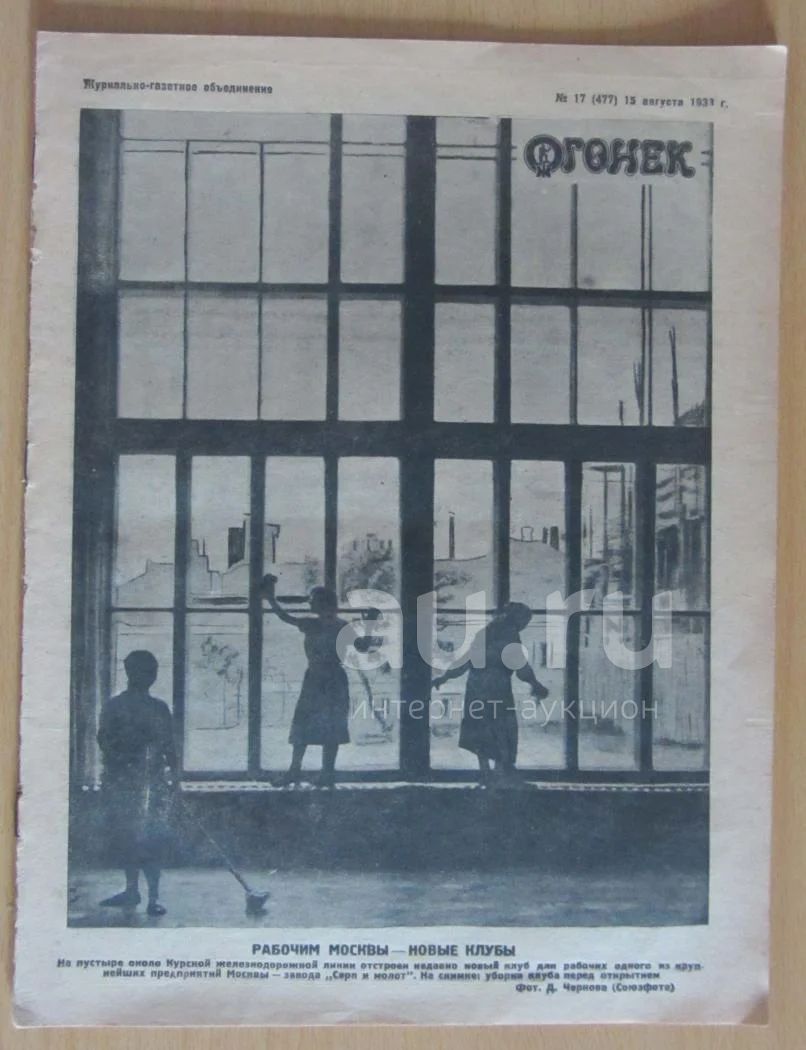 Журнально-газетное объединение
№ 17 (477) 15 августа 1933 г.
ОГОНЕК
au.ru
интернет-аукцион
РАБОЧИМ МОСКВЫ — НОВЫЕ КЛУБЫ
На пустыре около Курской железнодорожной линии отстроен недавно новый клуб для рабочих одного из круп-
нейших предприятий Москвы — завода „Серп и молот". На снимке: уборка клуба перед открытием
Фот. Д. Чернова (Союзфото)